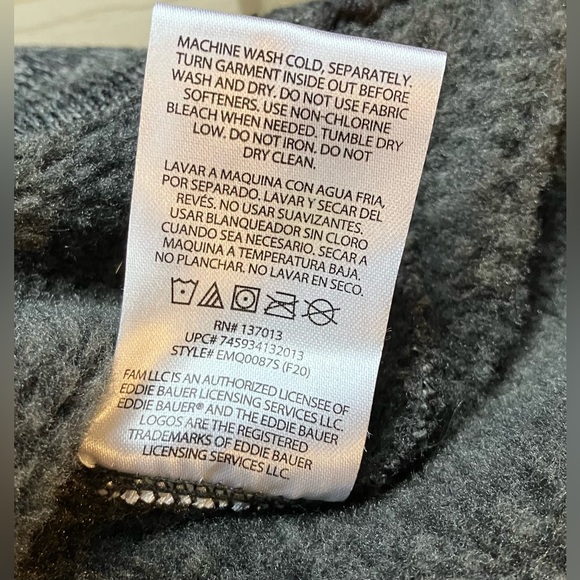 MACHINE WASH COLD, SEPARATELY.
TURN GARMENT INSIDE OUT BEFORE
WASH AND DRY. DO NOT USE FABRIC
SOFTENERS. USE NON-CHLORINE
BLEACH WHEN NEEDED. TUMBLE DRY
LOW. DO NOT IRON. DO NOT
DRY CLEAN.
LAVAR A MAQUINA CON AGUA FRIA,
POR SEPARADO. LAVAR Y SECAR DEL
REVÉS. NO USAR SUAVIZANTES.
USAR BLANQUEADOR SIN CLORO
CUANDO SEA NECESARIO. SECAR A
MAQUINA A TEMPERATURA BAJA.
NO PLANCHAR. NO LAVAR EN SECO.
RN# 137013
UPC# 745934132013
STYLE# EMQ0087S (F20)
FAM LLC IS AN AUTHORIZED LICENSEE OF
EDDIE BAUER LICENSING SERVICES LLC.
EDDIE BAUER® AND THE EDDIE BAUER
LOGOS ARE THE REGISTERED
TRADEMARKS OF EDDIE BAUER
LICENSING SERVICES LLC.